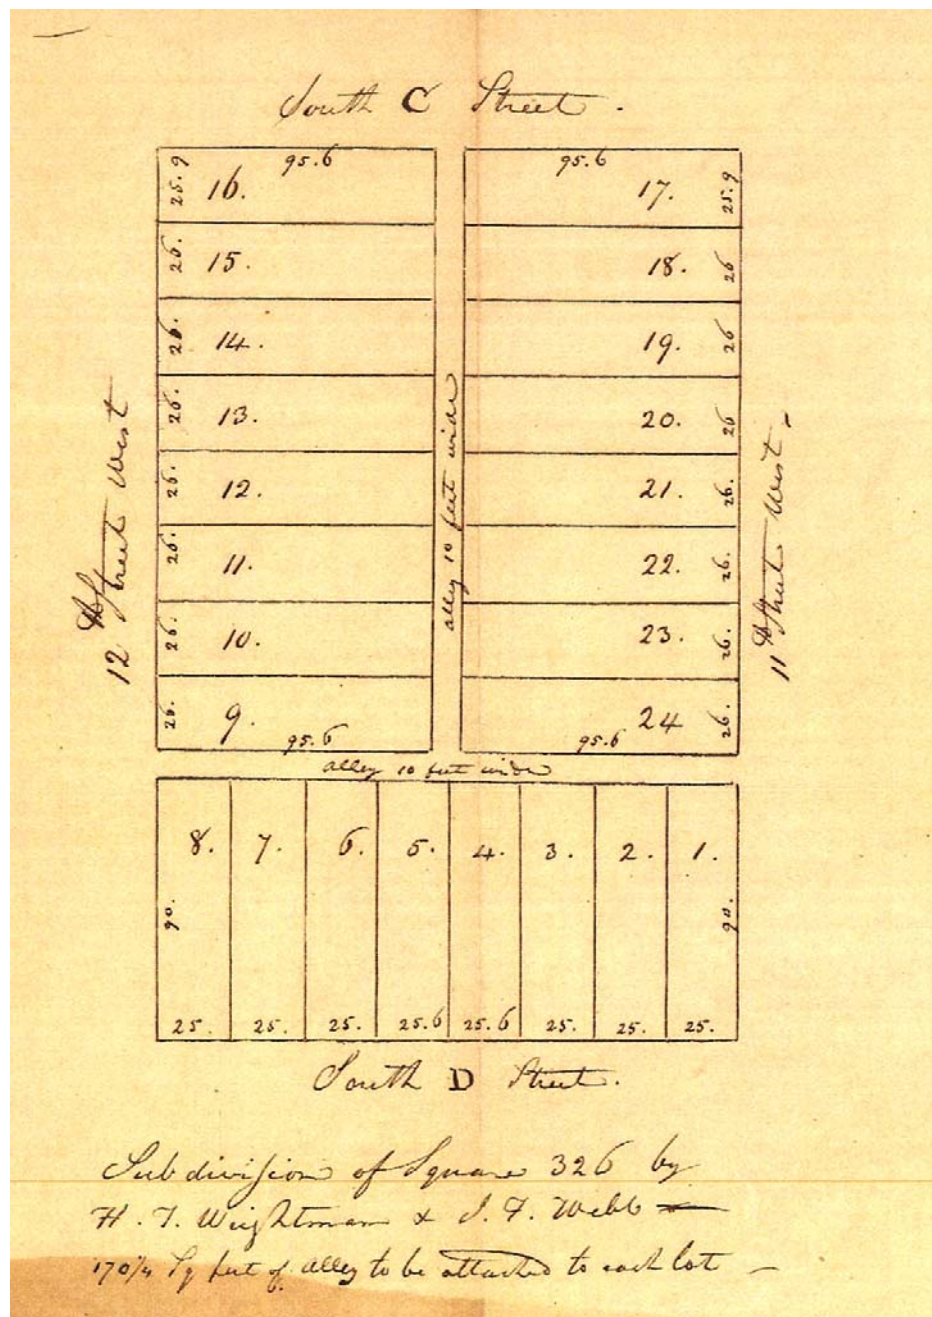 South C Street.
95.6 95.6
25.9 16. 17. 25.9
26. 15. 18. 26
26. 14. 19. 26
26. 13. 20. 26
26. 12. 21. 26.
26. 11. 22. 26.
26. 10. 23. 26.
26. 9. 24 26.
95.6 95.6
12th Street West
alley 10 feet wide
11th Street West.
alley 10 feet wide
8. 7. 6. 5. 4. 3. 2. 1.
90. 90.
25. 25. 25. 25.6 25.6 25. 25. 25.
South D Street.
Subdivision of Square 326 by
H. T. Weightman & J. F. Webb
170/4 Sq feet of alley to be attached to each lot